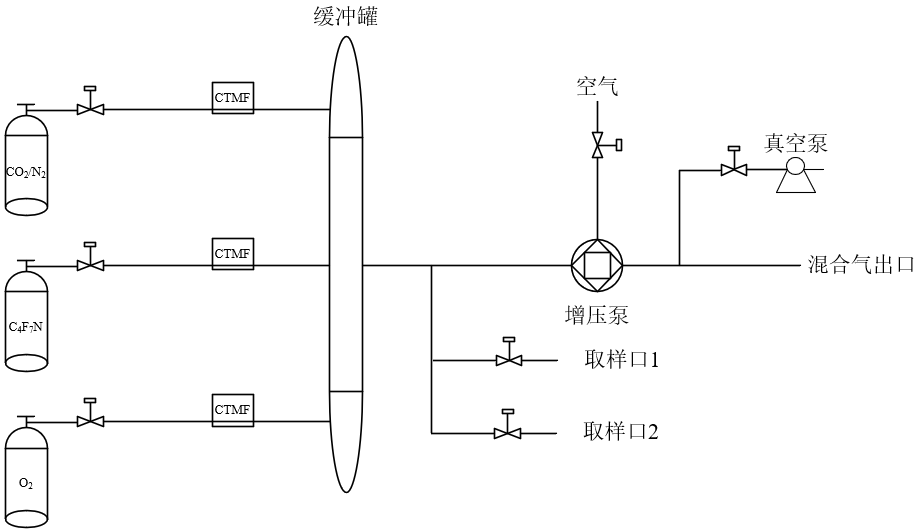 缓冲罐
CTMF
空气
真空泵
CO₂/N₂
CTMF
混合气出口
增压泵
C₄F₇N
取样口1
CTMF
取样口2
O₂